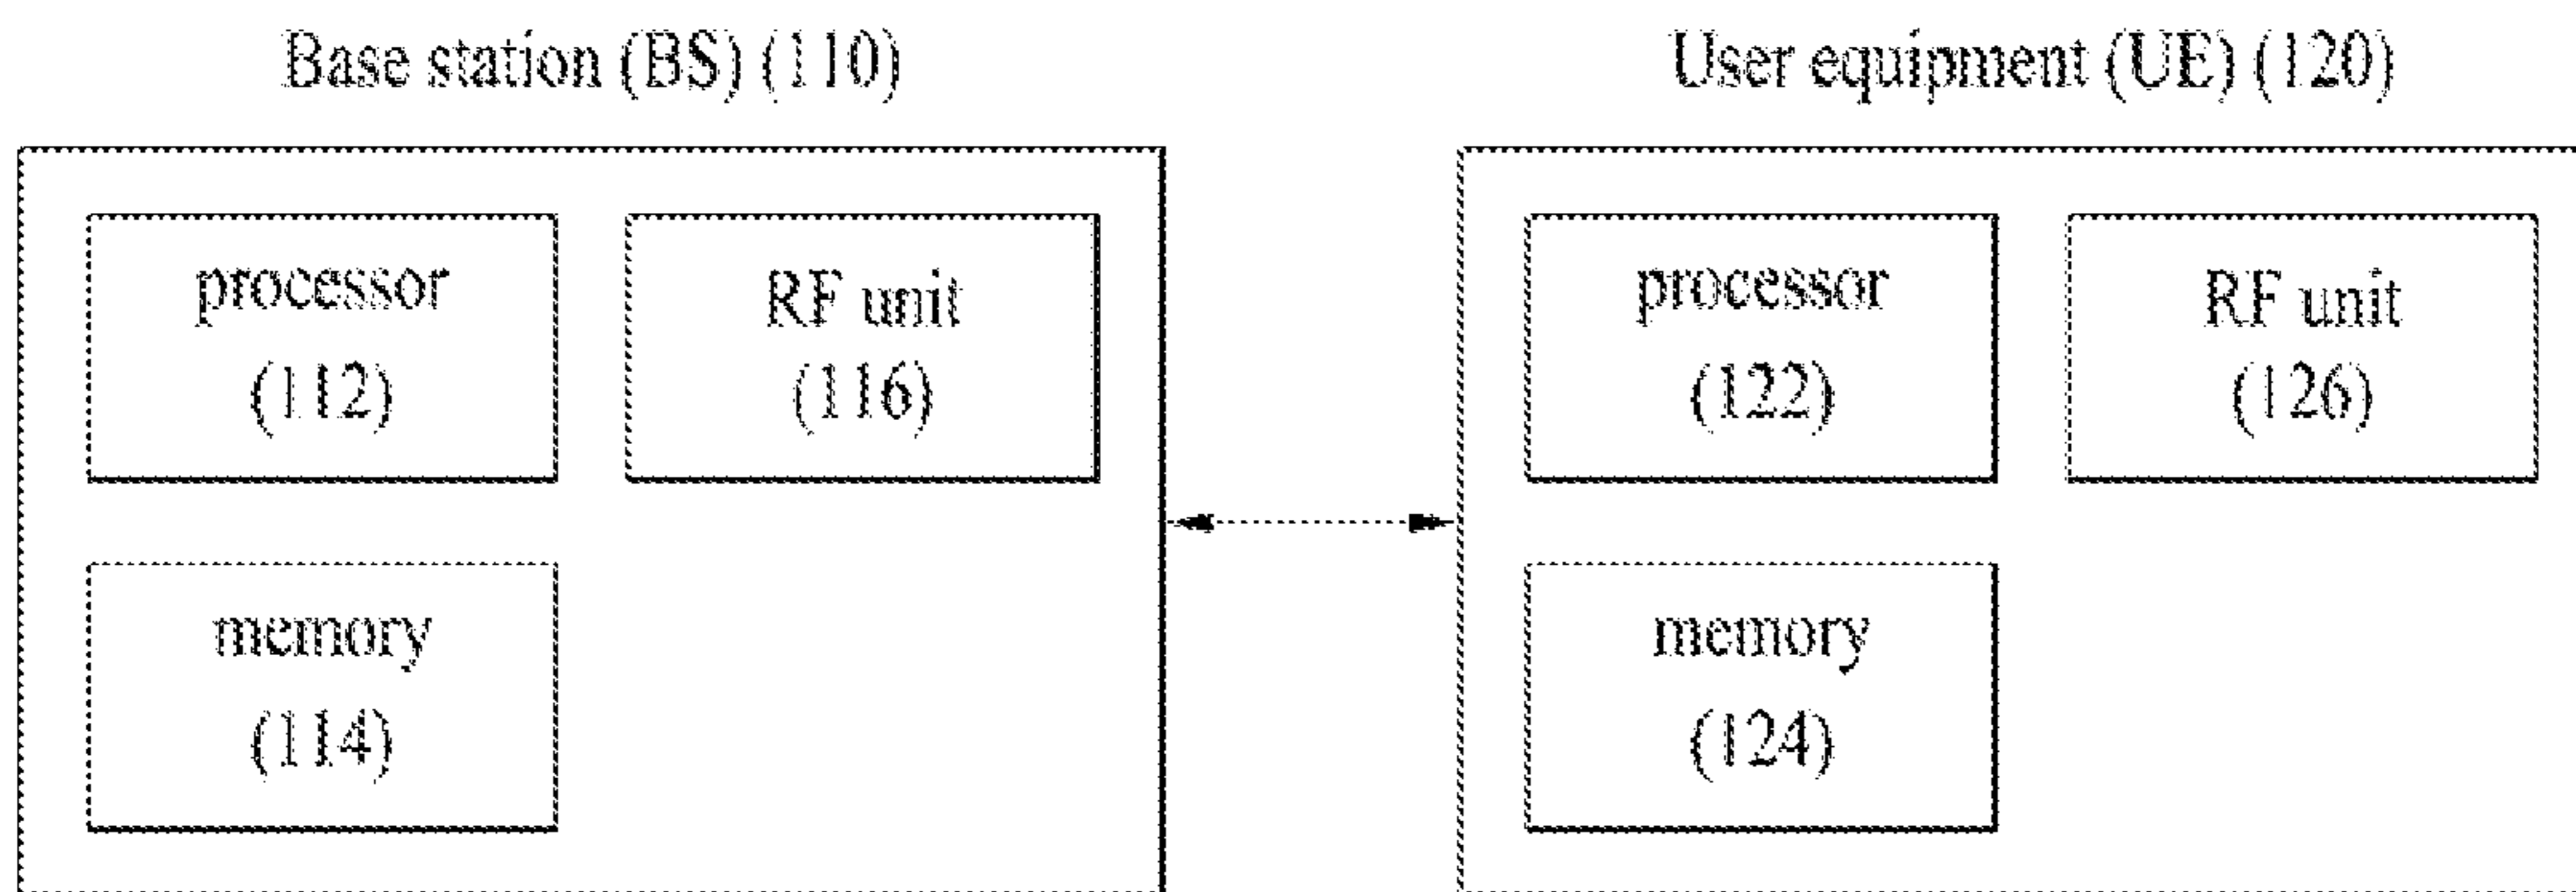 Base station (BS) (110)
processor
(112)
RF unit
(116)
memory
(114)
User equipment (UE) (120)
processor
(122)
RF unit
(126)
memory
(124)